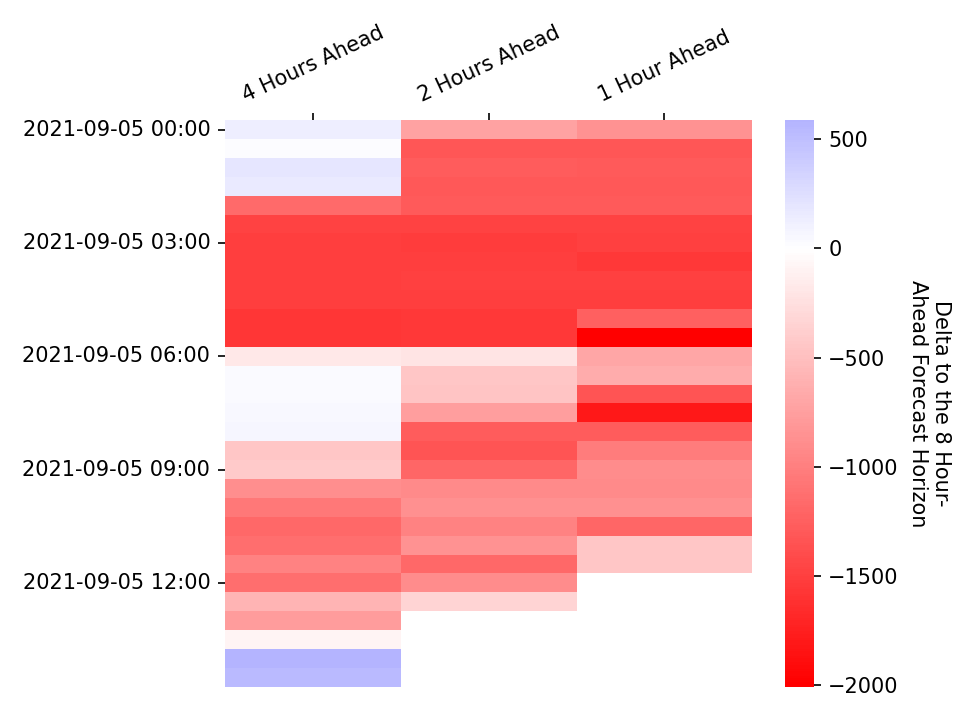 4 Hours Ahead
2 Hours Ahead
1 Hour Ahead
2021-09-05 00:00
2021-09-05 03:00
2021-09-05 06:00
2021-09-05 09:00
2021-09-05 12:00
500
0
−500
−1000
−1500
−2000
Delta to the 8 Hour-
Ahead Forecast Horizon